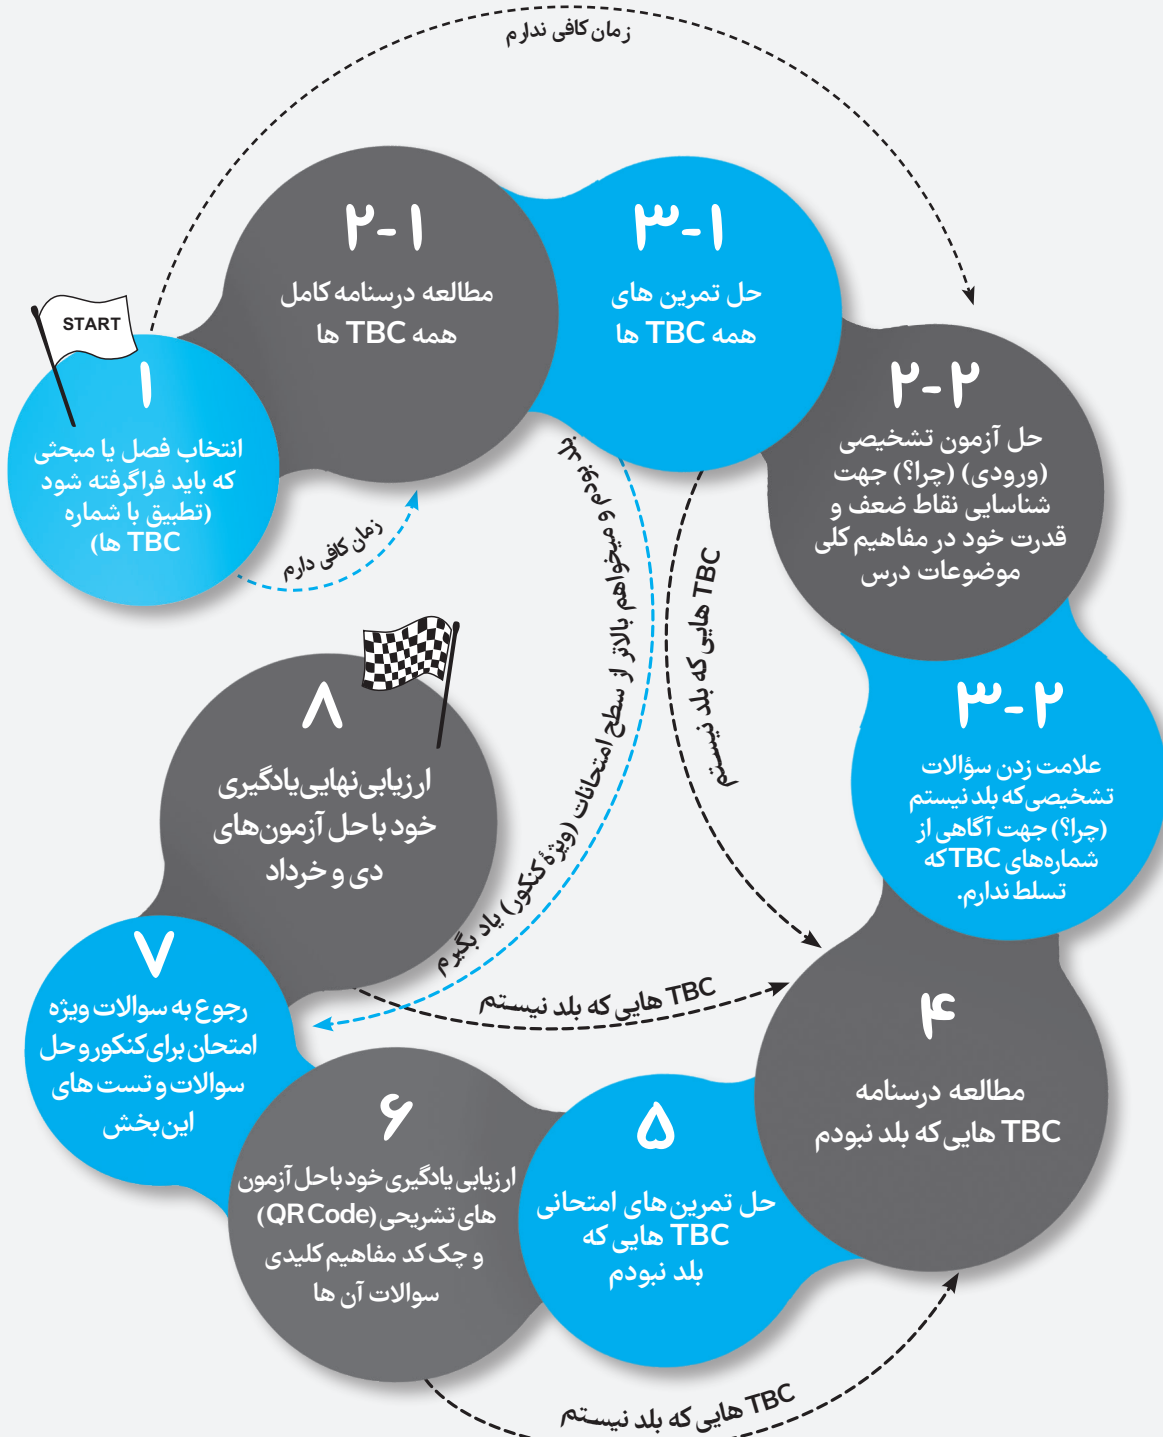 زمان کافی ندارم
START
۱
انتخاب فصل یا مبحثی
که باید فراگرفته شود
(تطبیق با شماره
TBC ها)
زمان کافی دارم
۲-۱
مطالعه درسنامه کامل
همه TBC ها
۳-۱
حل تمرین های
همه TBC ها
بلد بودم و میخواهم بالاتر از سطح امتحانات (ویژهٔ کنکور) یاد بگیرم
TBC هایی که بلد نیستم
۲-۲
حل آزمون تشخیصی
(ورودی) (چرا؟) جهت
شناسایی نقاط ضعف و
قدرت خود در مفاهیم کلی
موضوعات درس
۳-۲
علامت زدن سؤالات
تشخیصی که بلد نیستم
(چرا؟) جهت آگاهی از
شماره‌های TBC که
تسلط ندارم.
۴
مطالعه درسنامه
TBC هایی که بلد نبودم
۵
حل تمرین های امتحانی
TBC هایی که
بلد نبودم
۶
ارزیابی یادگیری خود با حل آزمون
های تشریحی (QR Code)
و چک کد مفاهیم کلیدی
سوالات آن ها
TBC هایی که بلد نیستم
۷
رجوع به سوالات ویژه
امتحان برای کنکور و حل
سوالات و تست های
این بخش
۸
ارزیابی نهایی یادگیری
خود با حل آزمون‌های
دی و خرداد
TBC هایی که بلد نیستم